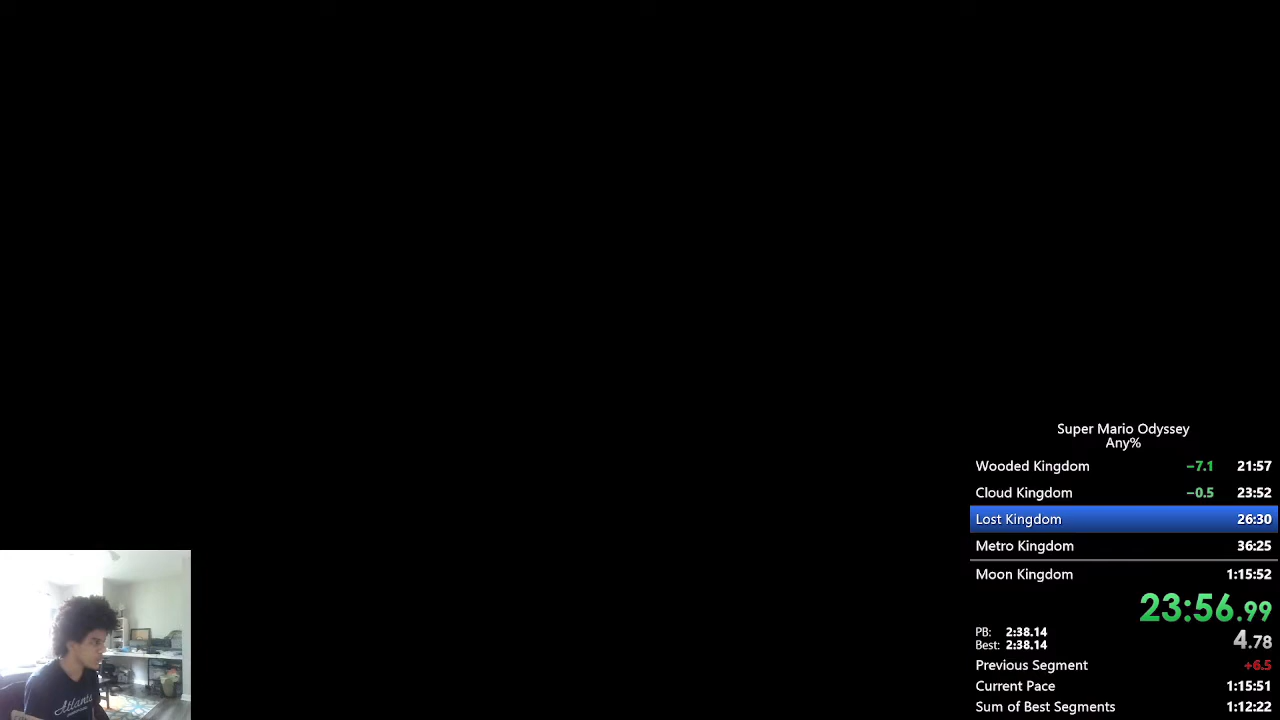 Super Mario Odyssey
Any%
Wooded Kingdom −7.1 21:57
Cloud Kingdom −0.5 23:52
Lost Kingdom 26:30
Metro Kingdom 36:25
Moon Kingdom 1:15:52
23:56.99
PB: 2:38.14 4.78
Best: 2:38.14
Previous Segment +6.5
Current Pace 1:15:51
Sum of Best Segments 1:12:22
Atlantis